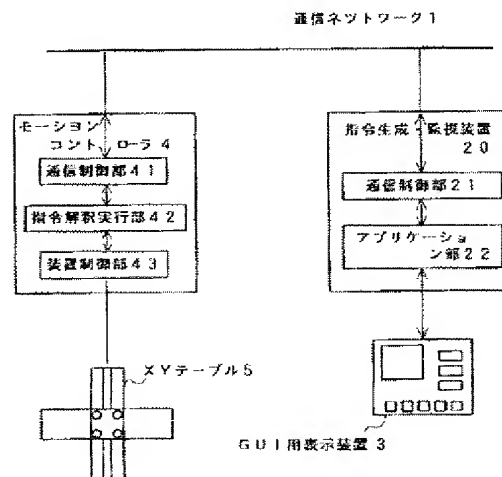 通信ネットワーク1
モーション
コントローラ4
通信制御部41
指令解釈実行部42
装置制御部43
指令生成・監視装置
20
通信制御部21
アプリケーショ
ン部22
XYテーブル5
GUI用表示装置3